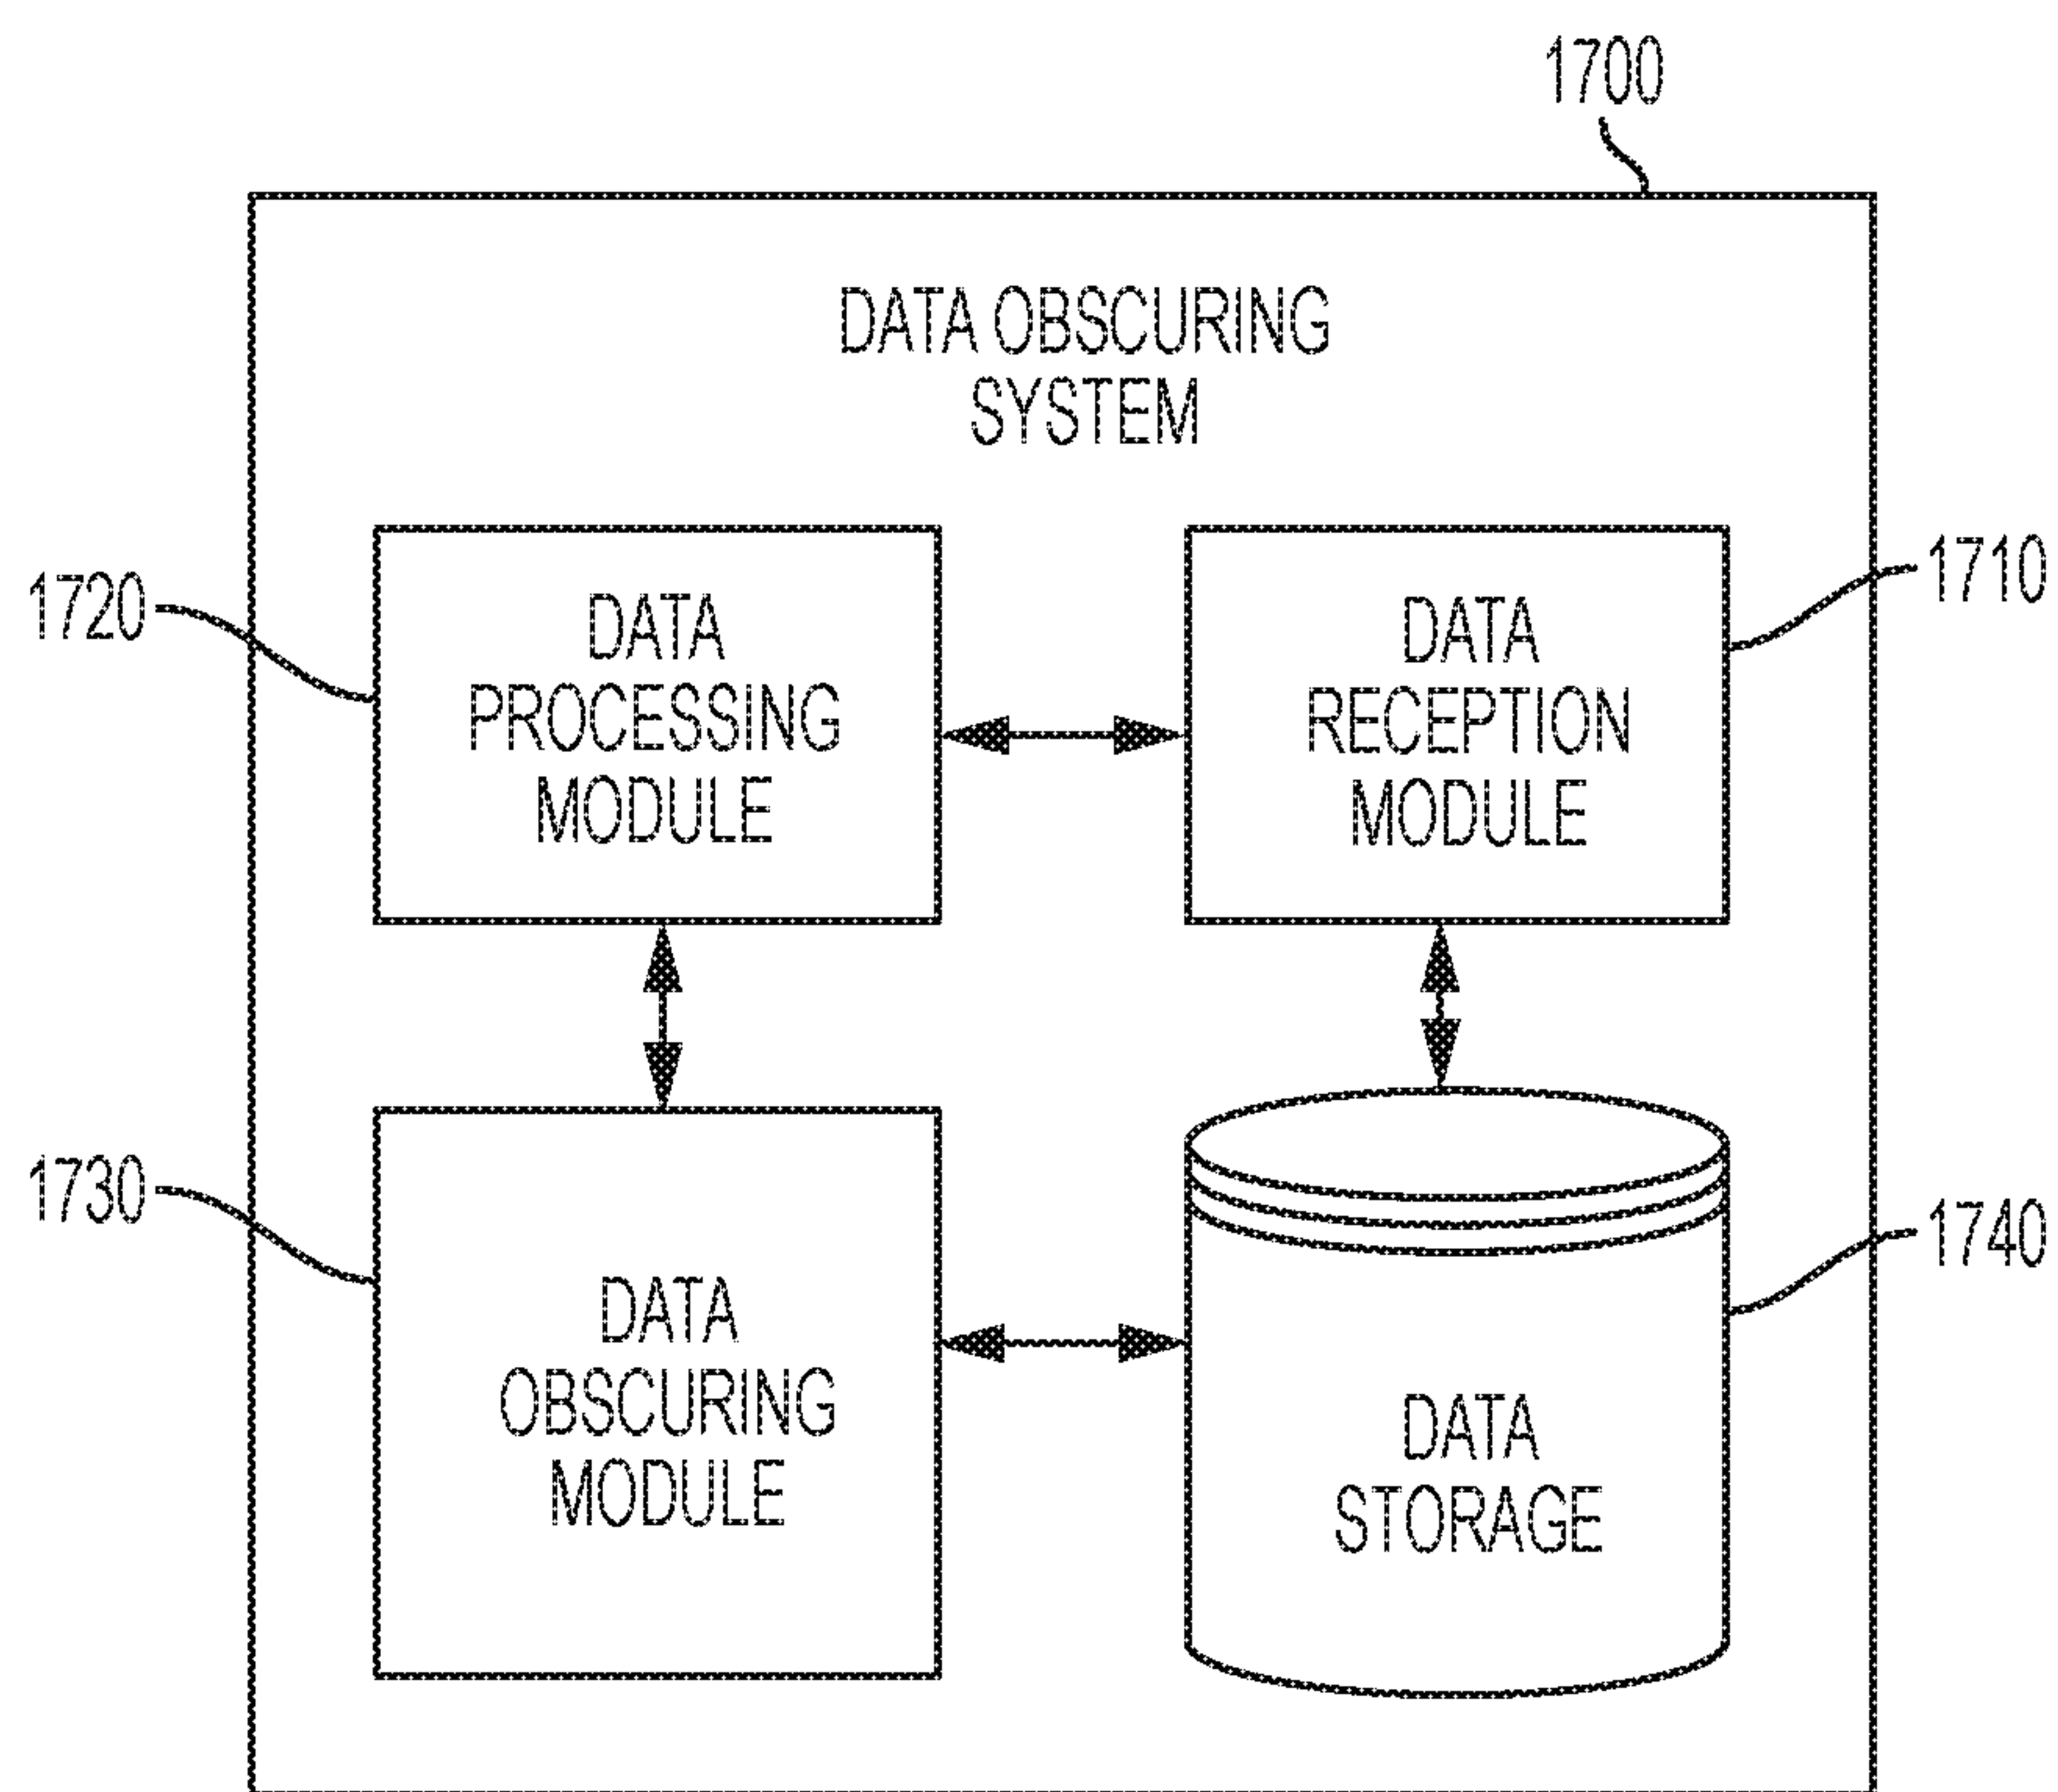 1700
DATA OBSCURING
SYSTEM
1720
DATA
PROCESSING
MODULE
DATA
RECEPTION
MODULE
1710
1730
DATA
OBSCURING
MODULE
DATA
STORAGE
1740